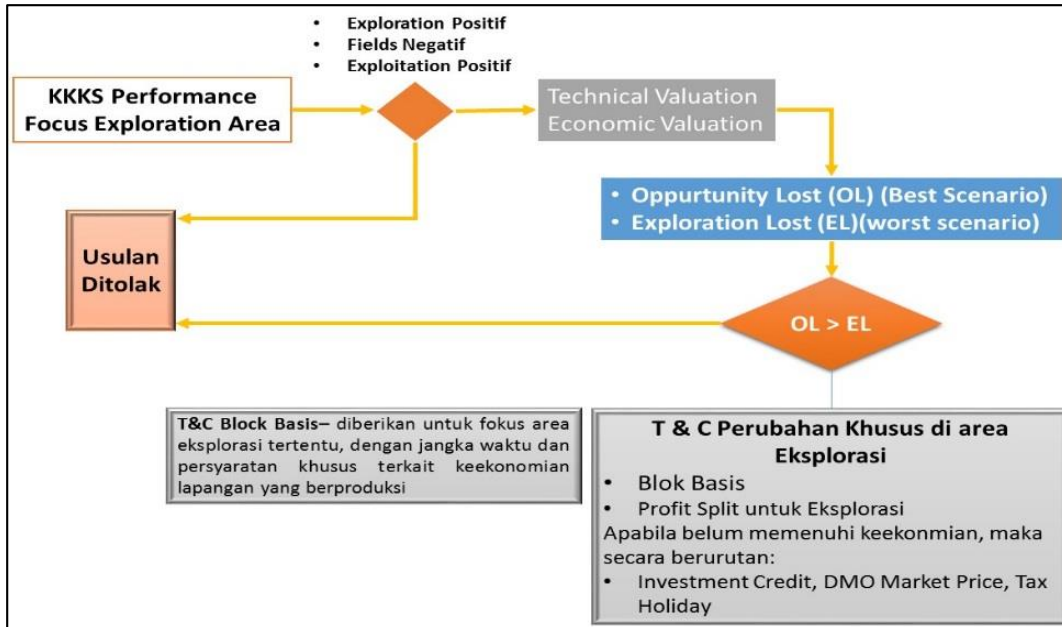 • Exploration Positif
• Fields Negatif
• Exploitation Positif
KKKS Performance
Focus Exploration Area
Technical Valuation
Economic Valuation
• Oppurtunity Lost (OL) (Best Scenario)
• Exploration Lost (EL)(worst scenario)
Usulan
Ditolak
OL > EL
T&C Block Basis– diberikan untuk fokus area
eksplorasi tertentu, dengan jangka waktu dan
persyaratan khusus terkait keekonomian
lapangan yang berproduksi
T & C Perubahan Khusus di area
Eksplorasi
• Blok Basis
• Profit Split untuk Eksplorasi
Apabila belum memenuhi keekonmian, maka
secara berurutan:
• Investment Credit, DMO Market Price, Tax
Holiday